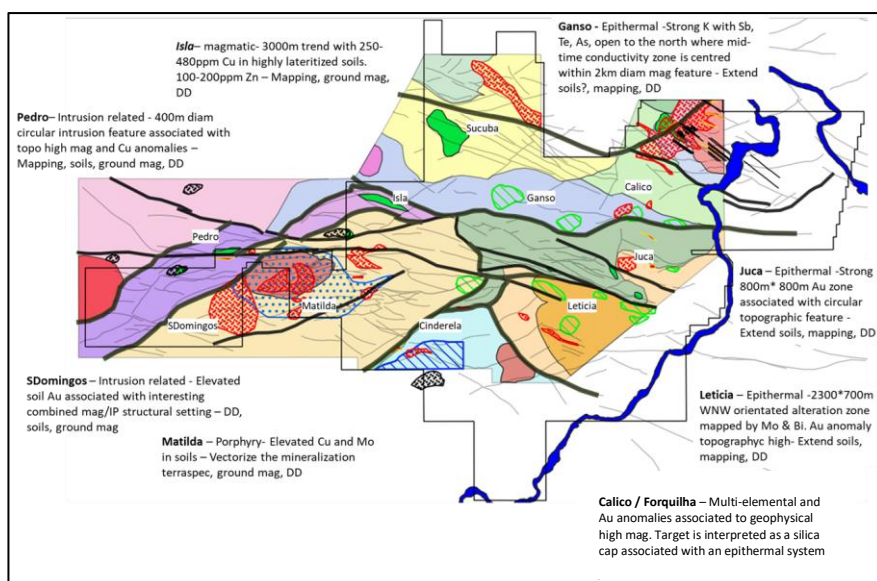 Isla– magmatic- 3000m trend with 250-
480ppm Cu in highly lateritized soils.
100-200ppm Zn – Mapping, ground mag,
DD
Ganso - Epithermal -Strong K with Sb,
Te, As, open to the north where mid-
time conductivity zone is centred
within 2km diam mag feature - Extend
soils?, mapping, DD
Pedro– Intrusion related - 400m diam
circular intrusion feature associated with
topo high mag and Cu anomalies –
Mapping, soils, ground mag, DD
Sucuba
Isla
Ganso
Calico
Pedro
Juca
Matilda
Leticia
SDomingos
Cinderela
Juca – Epithermal -Strong
800m* 800m Au zone
associated with circular
topographic feature -
Extend soils, mapping, DD
SDomingos – Intrusion related - Elevated
soil Au associated with interesting
combined mag/IP structural setting – DD,
soils, ground mag
Leticia – Epithermal -2300*700m
WNW orientated alteration zone
mapped by Mo & Bi. Au anomaly
topographyc high- Extend soils,
mapping, DD
Matilda – Porphyry- Elevated Cu and Mo
in soils – Vectorize the mineralization
terraspec, ground mag, DD
Calico / Forquilha – Multi-elemental and
Au anomalies associated to geophysical
high mag. Target is interpreted as a silica
cap associated with an epithermal system